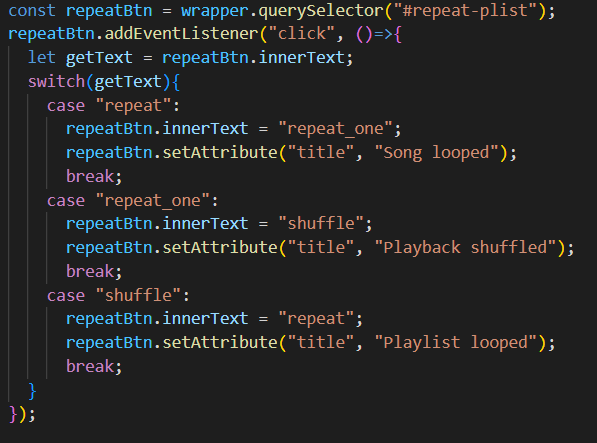 const repeatBtn = wrapper.querySelector("#repeat-plist");
repeatBtn.addEventListener("click", ()=>{
  let getText = repeatBtn.innerText;
  switch(getText){
    case "repeat":
      repeatBtn.innerText = "repeat_one";
      repeatBtn.setAttribute("title", "Song looped");
      break;
    case "repeat_one":
      repeatBtn.innerText = "shuffle";
      repeatBtn.setAttribute("title", "Playback shuffled");
      break;
    case "shuffle":
      repeatBtn.innerText = "repeat";
      repeatBtn.setAttribute("title", "Playlist looped");
      break;
  }
});